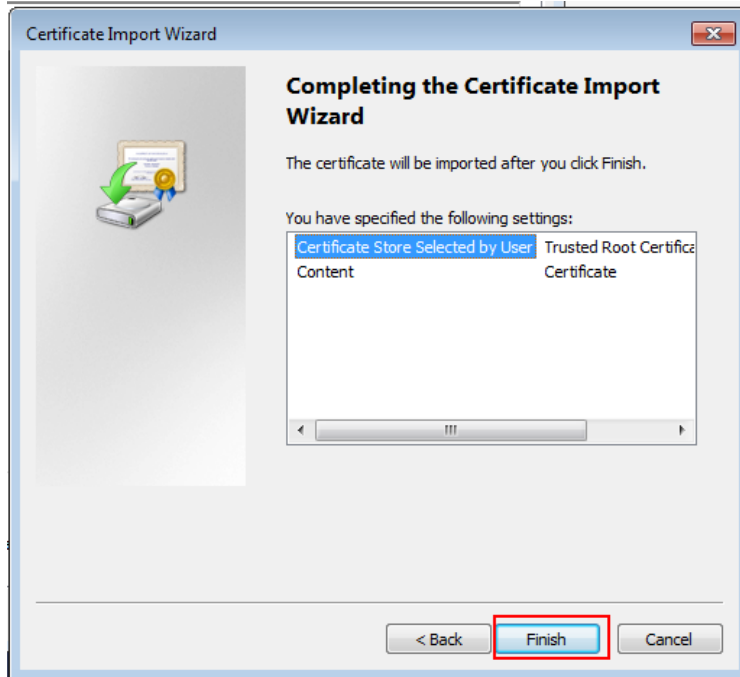 Certificate Import Wizard
Completing the Certificate Import
Wizard
The certificate will be imported after you click Finish.
You have specified the following settings:
Certificate Store Selected by User Trusted Root Certifica
Content Certificate
< Back Finish Cancel